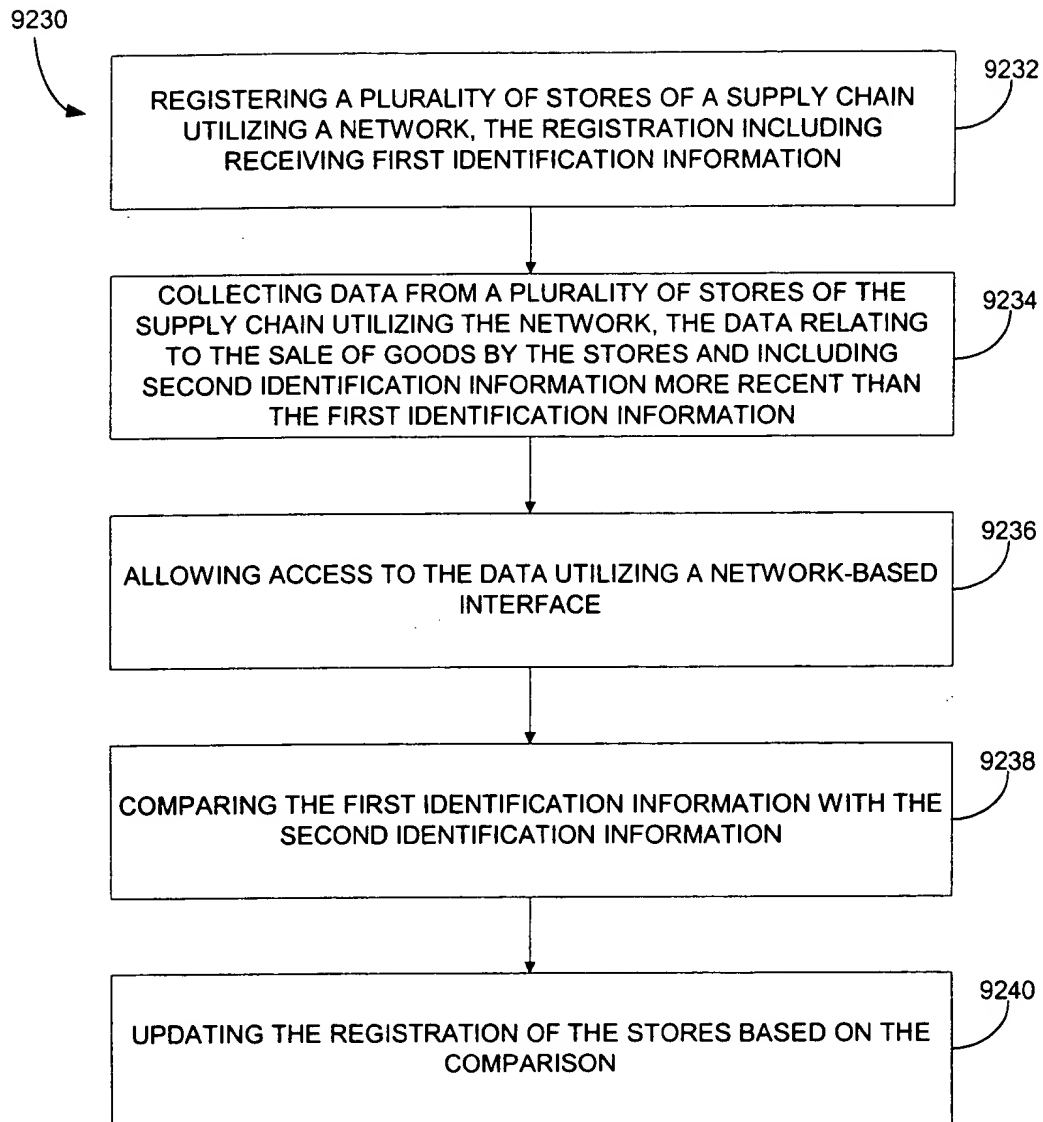 9230
9232
REGISTERING A PLURALITY OF STORES OF A SUPPLY CHAIN
UTILIZING A NETWORK, THE REGISTRATION INCLUDING
RECEIVING FIRST IDENTIFICATION INFORMATION
9234
COLLECTING DATA FROM A PLURALITY OF STORES OF THE
SUPPLY CHAIN UTILIZING THE NETWORK, THE DATA RELATING
TO THE SALE OF GOODS BY THE STORES AND INCLUDING
SECOND IDENTIFICATION INFORMATION MORE RECENT THAN
THE FIRST IDENTIFICATION INFORMATION
9236
ALLOWING ACCESS TO THE DATA UTILIZING A NETWORK-BASED
INTERFACE
9238
COMPARING THE FIRST IDENTIFICATION INFORMATION WITH THE
SECOND IDENTIFICATION INFORMATION
9240
UPDATING THE REGISTRATION OF THE STORES BASED ON THE
COMPARISON